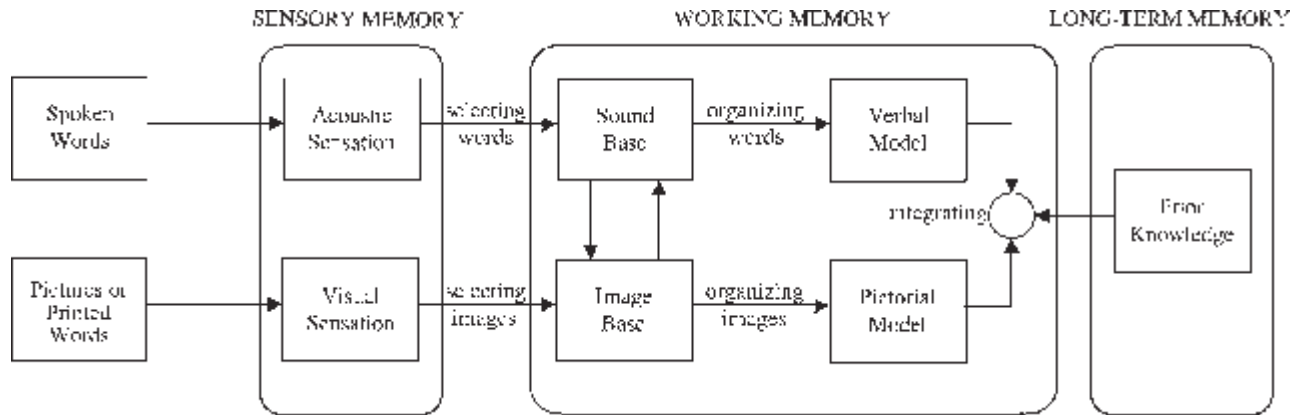 SENSORY MEMORY
WORKING MEMORY
LONG-TERM MEMORY
Spoken
Words
Acoustic
Sensation
selecting
words
Sound
Base
organizing
words
Verbal
Model
integrating
Prior
Knowledge
Pictures or
Printed
Words
Visual
Sensation
selecting
images
Image
Base
organizing
images
Pictorial
Model